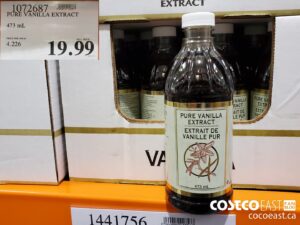 1072687
PURE VANILLA EXTRACT
473 mL
4.226
19.99
EXTRACT
PURE VANILLA
EXTRACT
EXTRAIT DE
VANILLE PUR
473 mL
VA
1441756
COSTCO EAST
cocoeast.ca